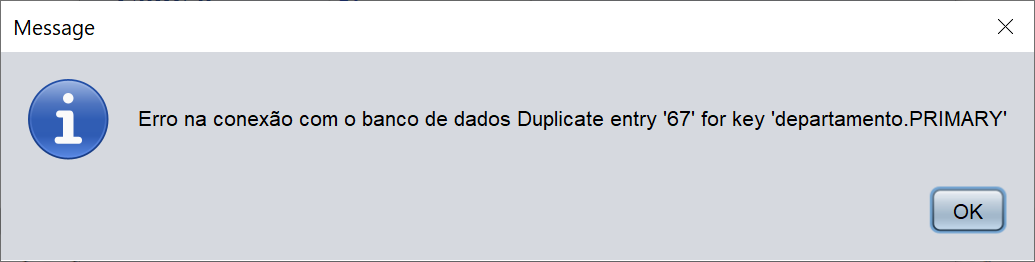 Message
Erro na conexão com o banco de dados Duplicate entry '67' for key 'departamento.PRIMARY'
OK